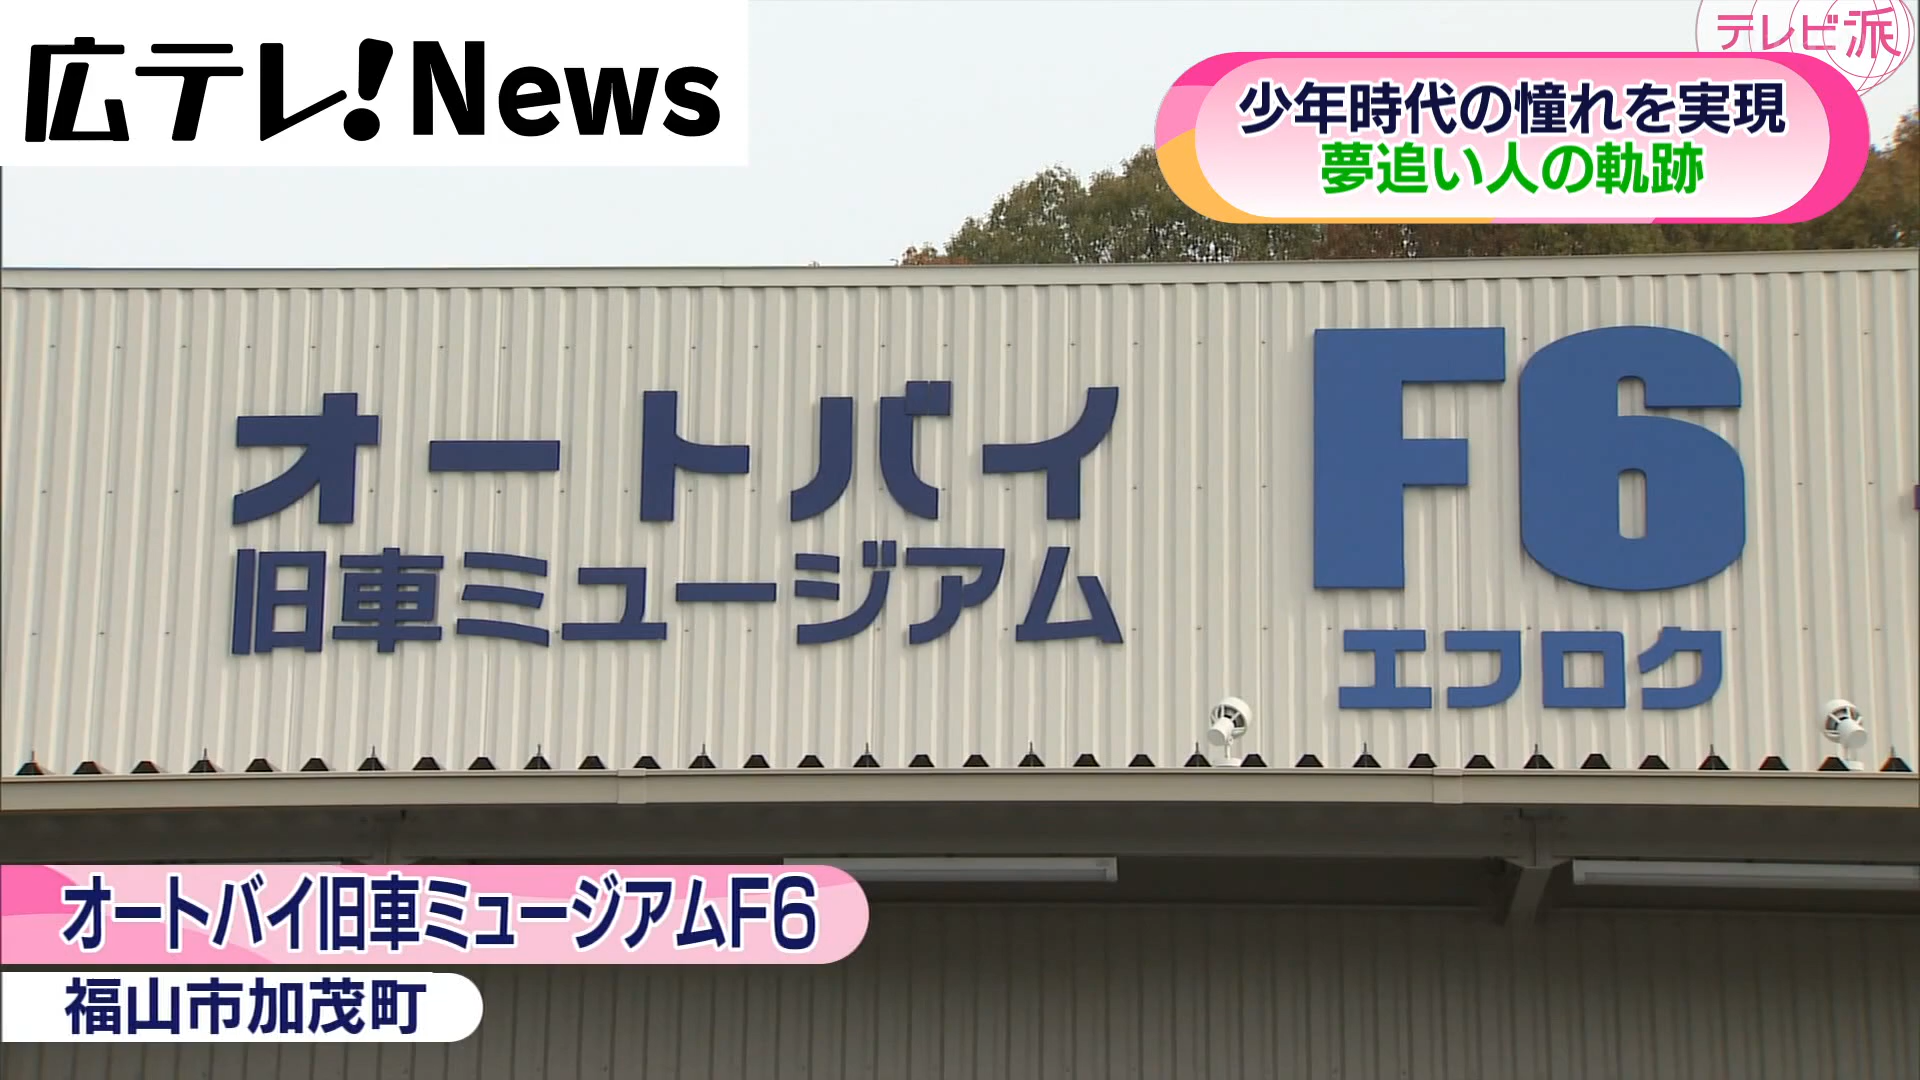 広テレ!News
テレビ派
少年時代の憧れを実現
夢追い人の軌跡
オートバイ
旧車ミュージアム
F6
エフロク
オートバイ旧車ミュージアムF6
福山市加茂町